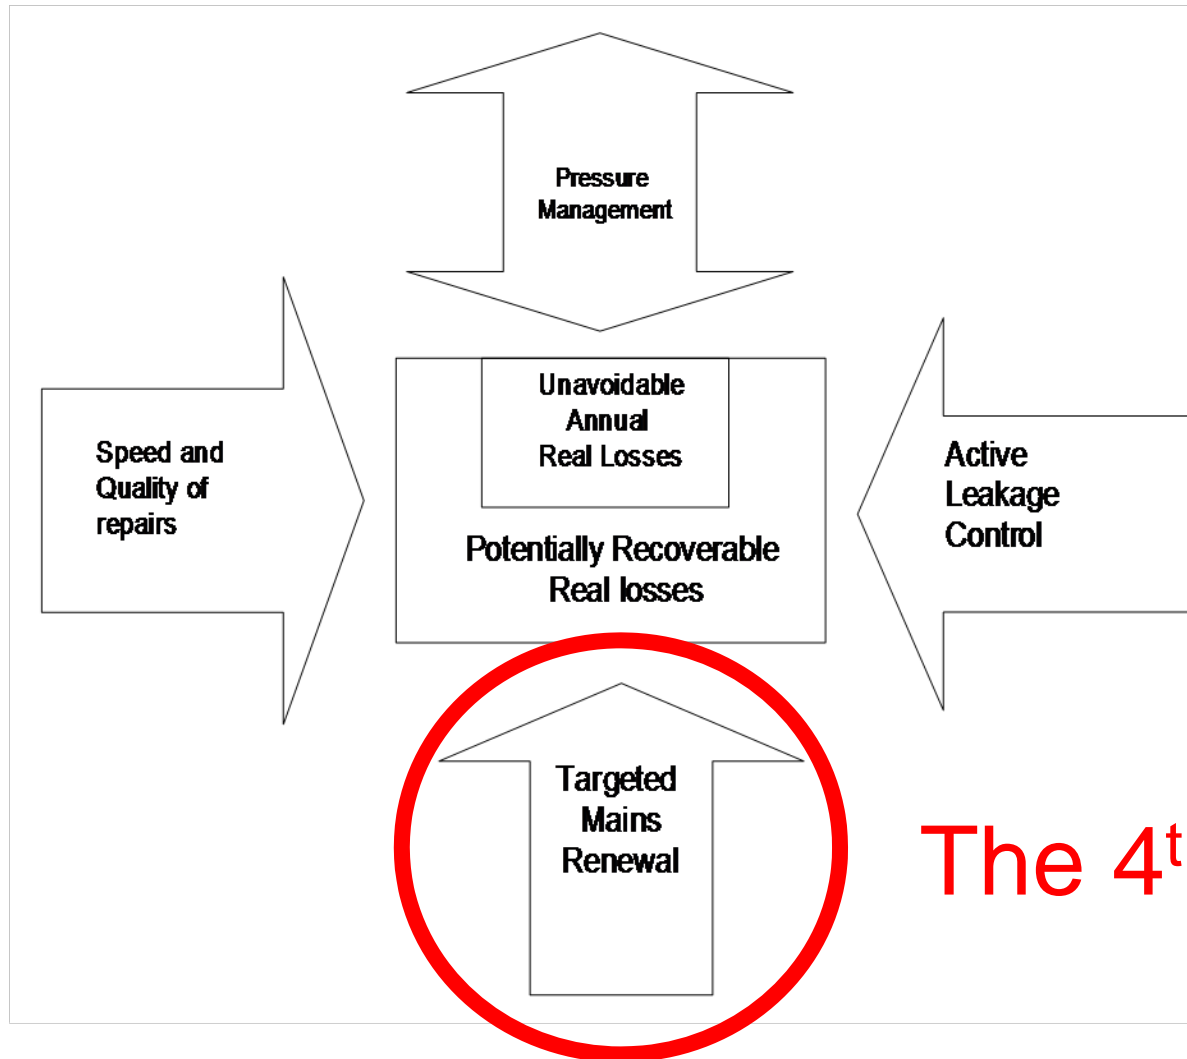 Pressure
Management
Unavoidable
Annual
Real Losses
Speed and
Quality of
repairs
Active
Leakage
Control
Potentially Recoverable
Real losses
Targeted
Mains
Renewal
The 4t